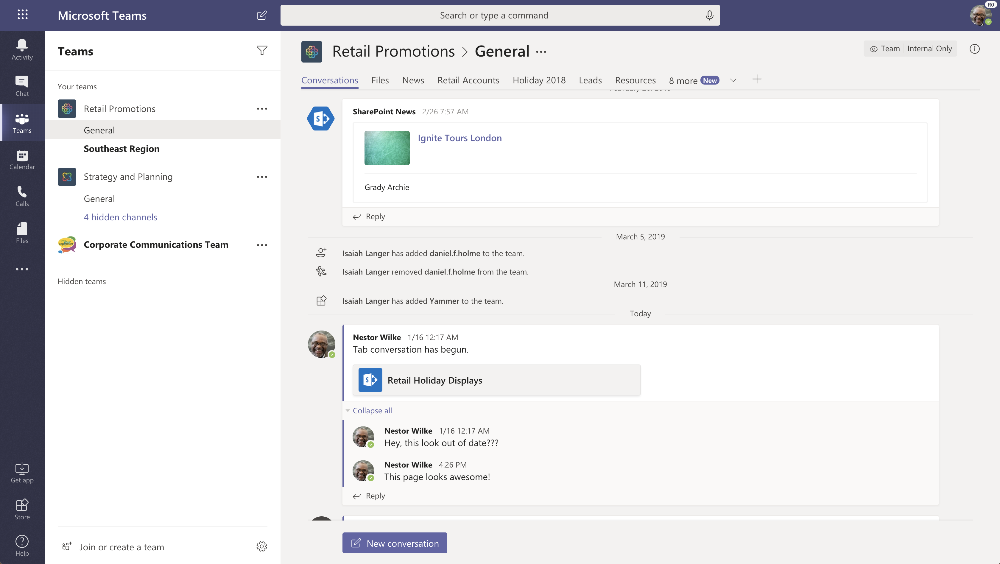 Microsoft Teams
Search or type a command
R0
Activity
Chat
Teams
Calendar
Calls
Files
Get app
Store
Help
Teams
Your teams
Retail Promotions
General
Southeast Region
Strategy and Planning
General
4 hidden channels
your
engagement
Corporate Communications Team
Hidden teams
Join or create a team
Retail Promotions > General
Team Internal Only
Conversations Files News Retail Accounts Holiday 2018 Leads Resources 8 more New
SharePoint News 2/26 7:57 AM
Ignite Tours London
Grady Archie
Reply
March 5, 2019
Isaiah Langer has added daniel.f.holme to the team.
Isaiah Langer removed daniel.f.holme from the team.
March 11, 2019
Isaiah Langer has added Yammer to the team.
Today
Nestor Wilke 1/16 12:17 AM
Tab conversation has begun.
S
Retail Holiday Displays
Collapse all
Nestor Wilke 1/16 12:17 AM
Hey, this look out of date???
Nestor Wilke 4:26 PM
This page looks awesome!
Reply
New conversation